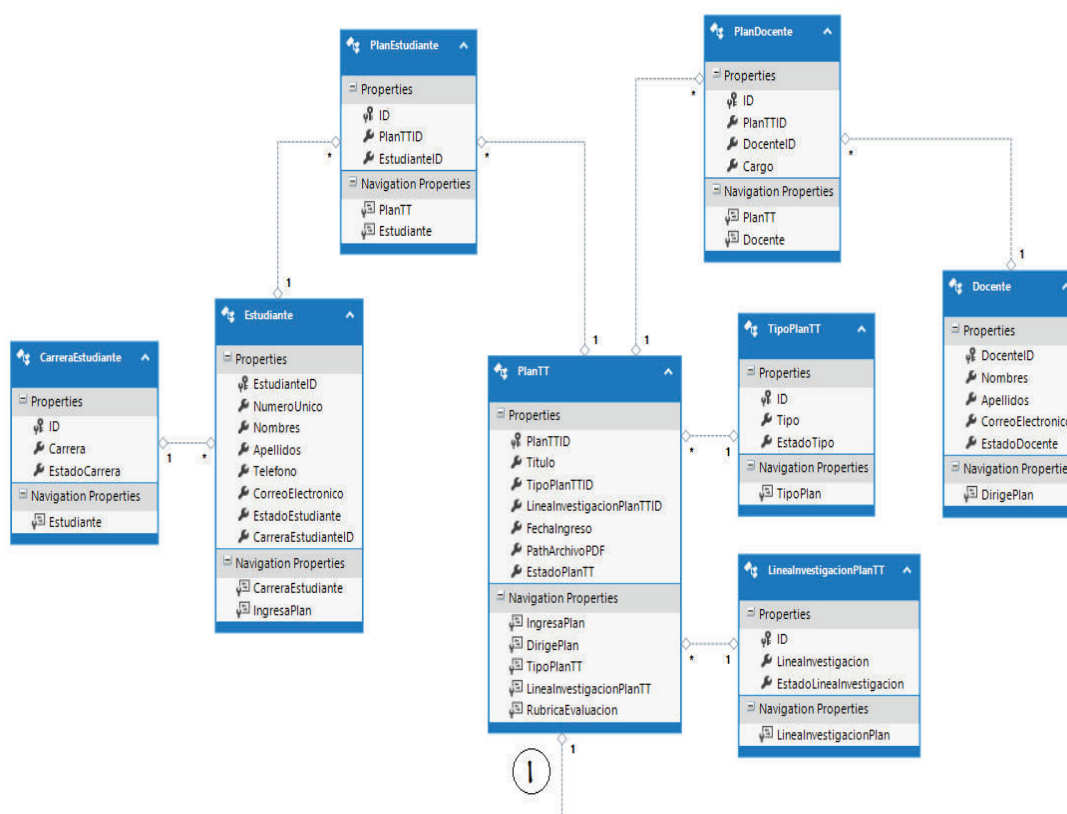 PlanEstudiante
Properties
ID
PlanTTID
EstudianteID
Navigation Properties
PlanTT
Estudiante
*
*
PlanDocente
Properties
ID
PlanTTID
DocenteID
Cargo
Navigation Properties
PlanTT
Docente
*
*
1
Estudiante
Properties
EstudianteID
NumeroUnico
Nombres
Apellidos
Telefono
CorreoElectronico
EstadoEstudiante
CarreraEstudianteID
Navigation Properties
CarreraEstudiante
IngresaPlan
CarreraEstudiante
Properties
ID
Carrera
EstadoCarrera
Navigation Properties
Estudiante
1
*
1
1
PlanTT
Properties
PlanTTID
Titulo
TipoPlanTTID
LineaInvestigacionPlanTTID
FechaIngreso
PathArchivoPDF
EstadoPlanTT
Navigation Properties
IngresaPlan
DirigePlan
TipoPlanTT
LineaInvestigacionPlanTT
RubricaEvaluacion
*
1
TipoPlanTT
Properties
ID
Tipo
EstadoTipo
Navigation Properties
TipoPlan
1
Docente
Properties
DocenteID
Nombres
Apellidos
CorreoElectronico
EstadoDocente
Navigation Properties
DirigePlan
*
1
LineaInvestigacionPlanTT
Properties
ID
LineaInvestigacion
EstadoLineaInvestigacion
Navigation Properties
LineaInvestigacionPlan
1
1